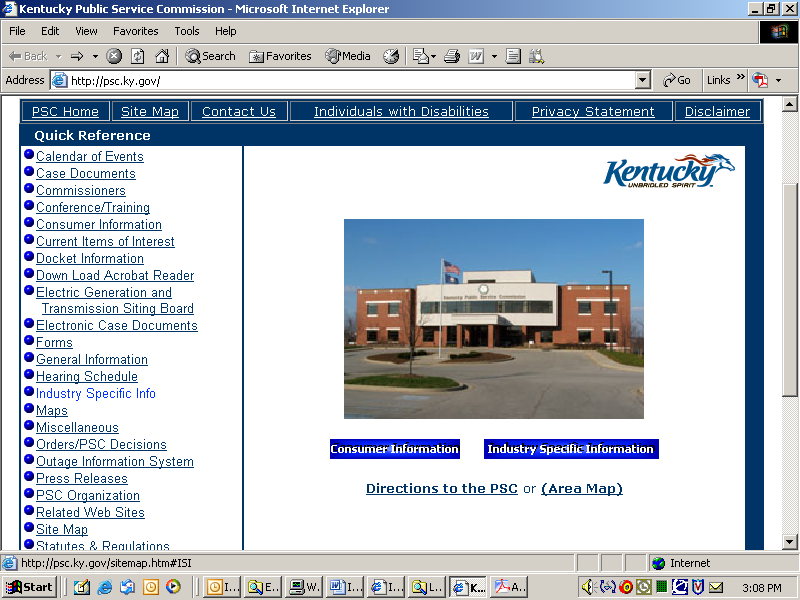 Kentucky Public Service Commission - Microsoft Internet Explorer
File Edit View Favorites Tools Help
Back Search Favorites Media
Address http://psc.ky.gov/ Go Links »
PSC Home Site Map Contact Us Individuals with Disabilities Privacy Statement Disclaimer
Quick Reference
Calendar of Events
Case Documents
Commissioners
Conference/Training
Consumer Information
Current Items of Interest
Docket Information
Down Load Acrobat Reader
Electric Generation and
Transmission Siting Board
Electronic Case Documents
Forms
General Information
Hearing Schedule
Industry Specific Info
Maps
Miscellaneous
Orders/PSC Decisions
Outage Information System
Press Releases
PSC Organization
Related Web Sites
Site Map
Statutes & Regulations
Kentucky
UNBRIDLED SPIRIT
Kentucky Public Service Commission
Consumer Information Industry Specific Information
Directions to the PSC or (Area Map)
http://psc.ky.gov/sitemap.htm#ISI Internet
Start I... E... W... I... I... L... K... A... 3:08 PM